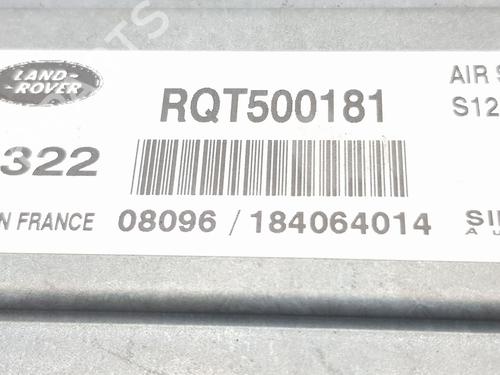 LAND-
ROVER
RQT500181
AIR S
S12
322
N FRANCE
08096 / 184064014
SI
A U